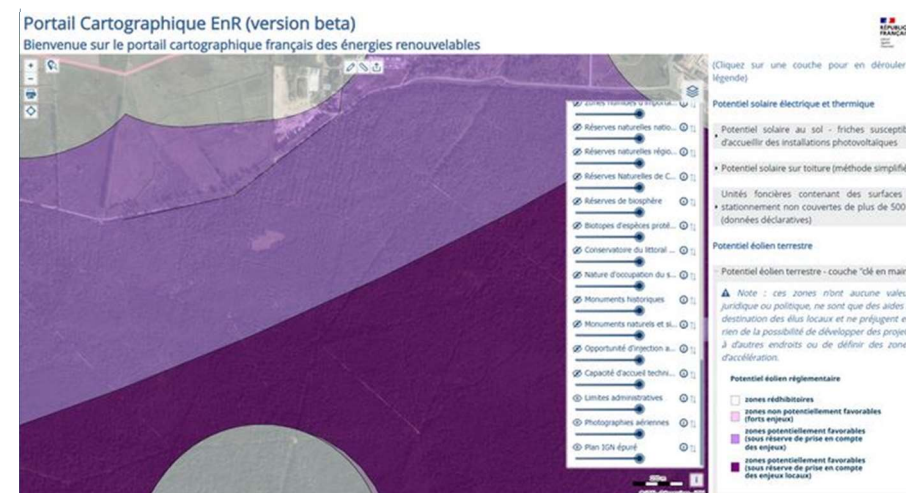 Portail Cartographique EnR (version beta)
Bienvenue sur le portail cartographique français des énergies renouvelables
RÉPUBLIQ
FRANÇAI
zones humides d'importa...
Réserves naturelles natio...
Réserves naturelles régio...
Réserves Naturelles de C...
Réserves de biosphère
Biotopes d'espèces proté...
Conservatoire du littoral ...
Nature d'occupation du s...
Monuments historiques
Monuments naturels et si...
Opportunité d'injection a...
Capacité d'accueil techni...
Limites administratives
Photographies aériennes
Plan IGN épuré
(Cliquez sur une couche pour en dérouler
légende)
Potentiel solaire électrique et thermique
Potentiel solaire au sol - friches susceptib
d'accueillir des installations photovoltaïques
Potentiel solaire sur toiture (méthode simplifié
Unités foncières contenant des surfaces
stationnement non couvertes de plus de 500
(données déclaratives)
Potentiel éolien terrestre
Potentiel éolien terrestre - couche "clé en main
Note : ces zones n'ont aucune valeu
juridique ou politique, ne sont que des aides
destination des élus locaux et ne préjugent e
rien de la possibilité de développer des projet
à d'autres endroits ou de définir des zone
d'accélération.
Potentiel éolien réglementaire
zones rédhibitoires
zones non potentiellement favorables
(forts enjeux)
zones potentiellement favorables
(sous réserve de prise en compte
des enjeux)
zones potentiellement favorables
(sous réserve de prise en compte
des enjeux locaux)